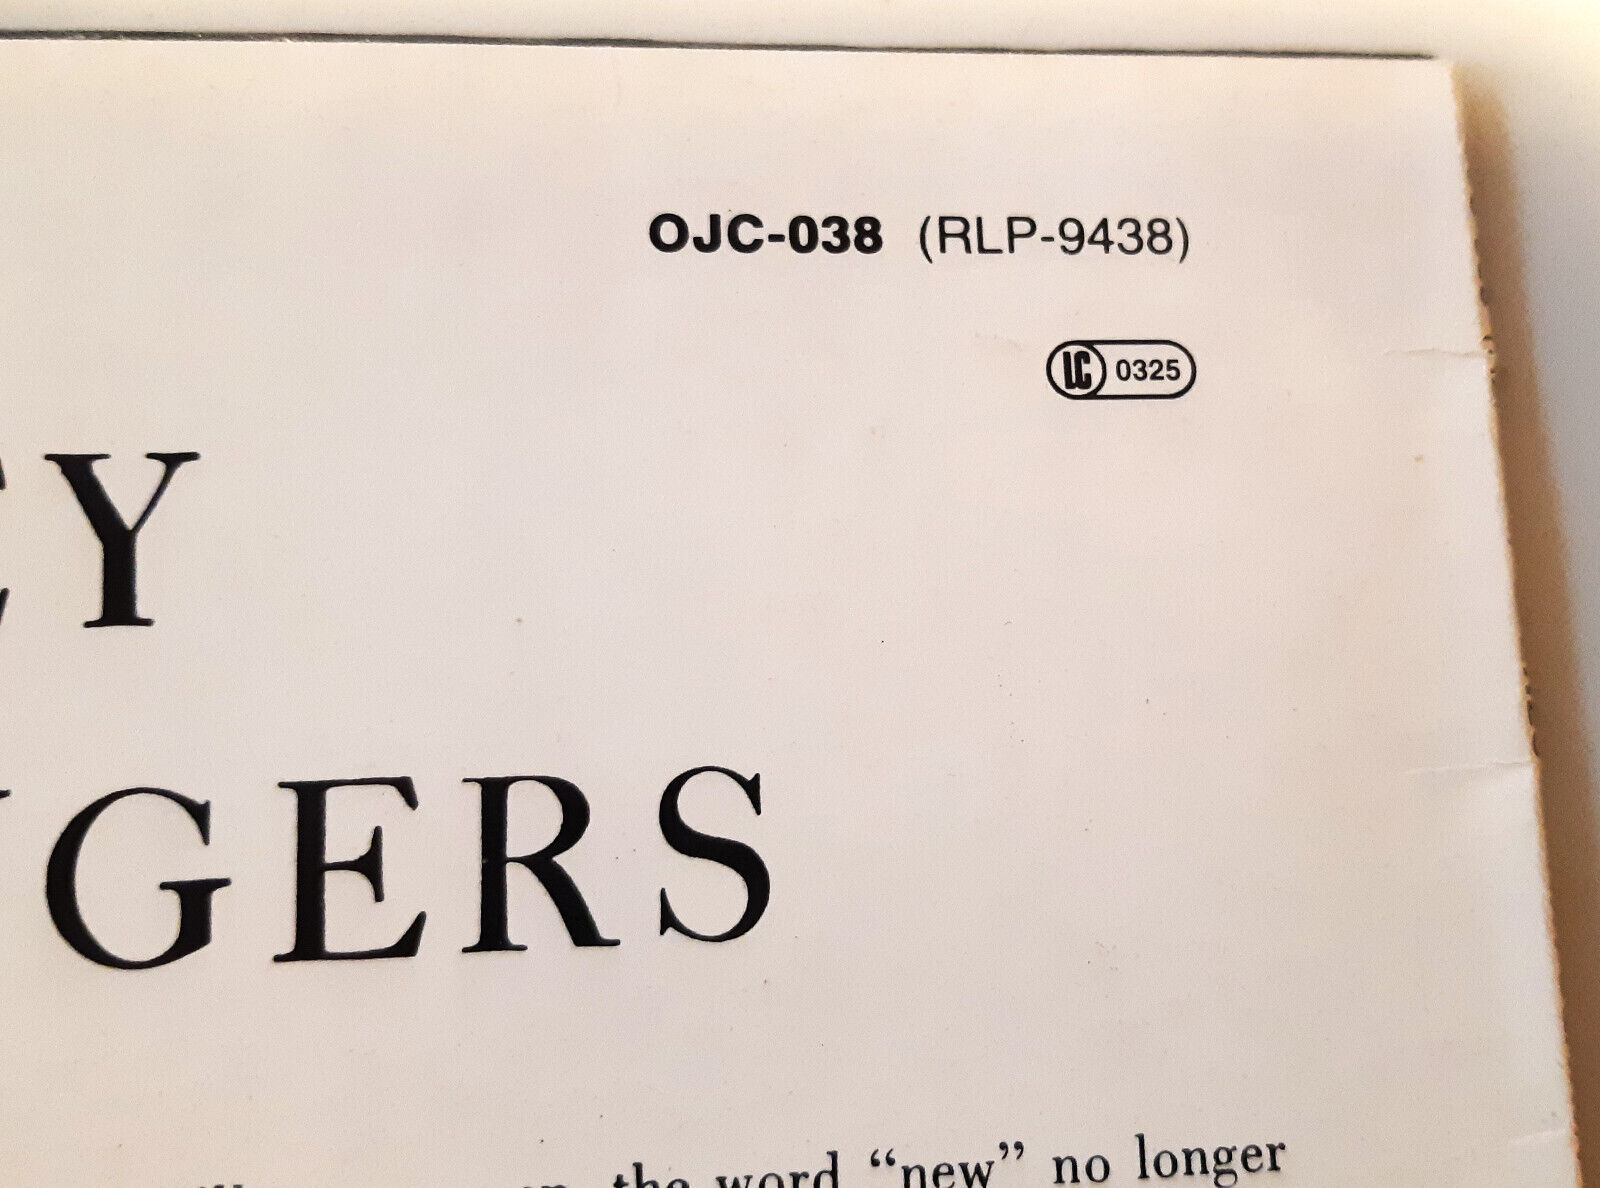 OJC-038 (RLP-9438)
LC 0325
EY
GERS
the word “new” no longer